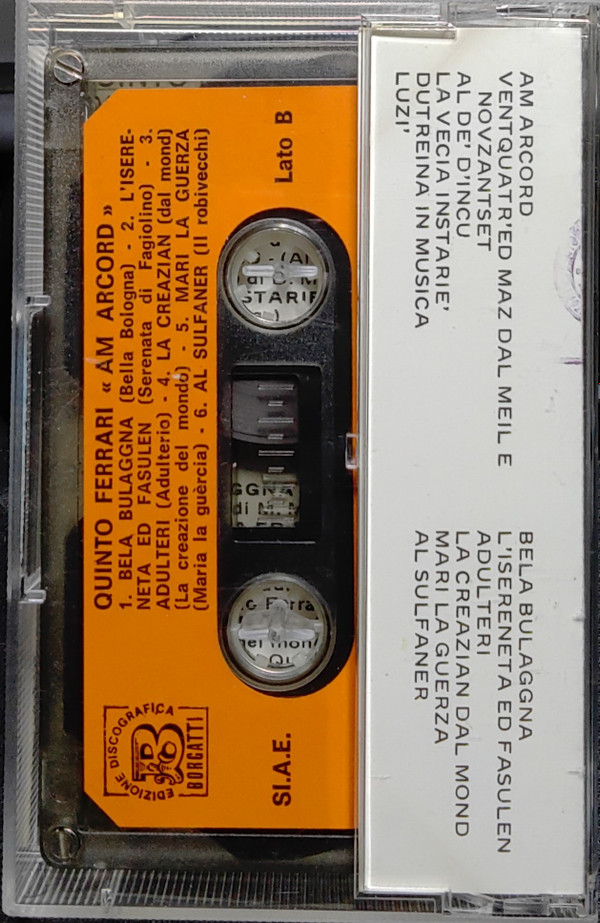 QUINTO FERRARI « AM ARCORD »
1. BELA BULAGGNA (Bella Bologna) - 2. L'ISERE-
NETA ED FASULEN (Serenata di Fagiolino) - 3.
ADULTERI (Adulterio) - 4. LA CREAZIAN (dal mond)
(La creazione del mondo) - 5. MARI LA GUERZA
(Maria la guèrcia) - 6. AL SULFANER (Il robivecchi)
Lato B
SI.A.E.
EDIZIONE DISCOGRAFICA
B
BORGATTI
AM ARCORD
VENTQUATR'ED MAZ DAL MEIL E
NOVZANTSET
AL DE' D'INCU
LA VECIA INSTARIE'
DUTREINA IN MUSICA
LUZI'
BELA BULAGGNA
L'ISERENETA ED FASULEN
ADULTERI
LA CREAZIAN DAL MOND
MARI LA GUERZA
AL SULFANER